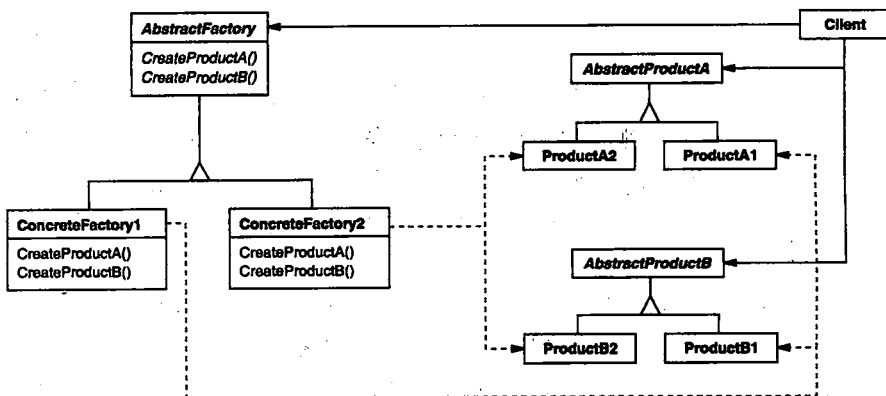 AbstractFactory
CreateProductA()
CreateProductB()
Client
AbstractProductA
ProductA2
ProductA1
ConcreteFactory1
CreateProductA()
CreateProductB()
ConcreteFactory2
CreateProductA()
CreateProductB()
AbstractProductB
ProductB2
ProductB1